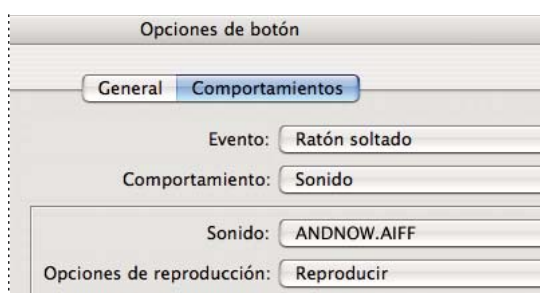 Opciones de botón
General Comportamientos
Evento: Ratón soltado
Comportamiento: Sonido
Sonido: ANDNOW.AIFF
Opciones de reproducción: Reproducir